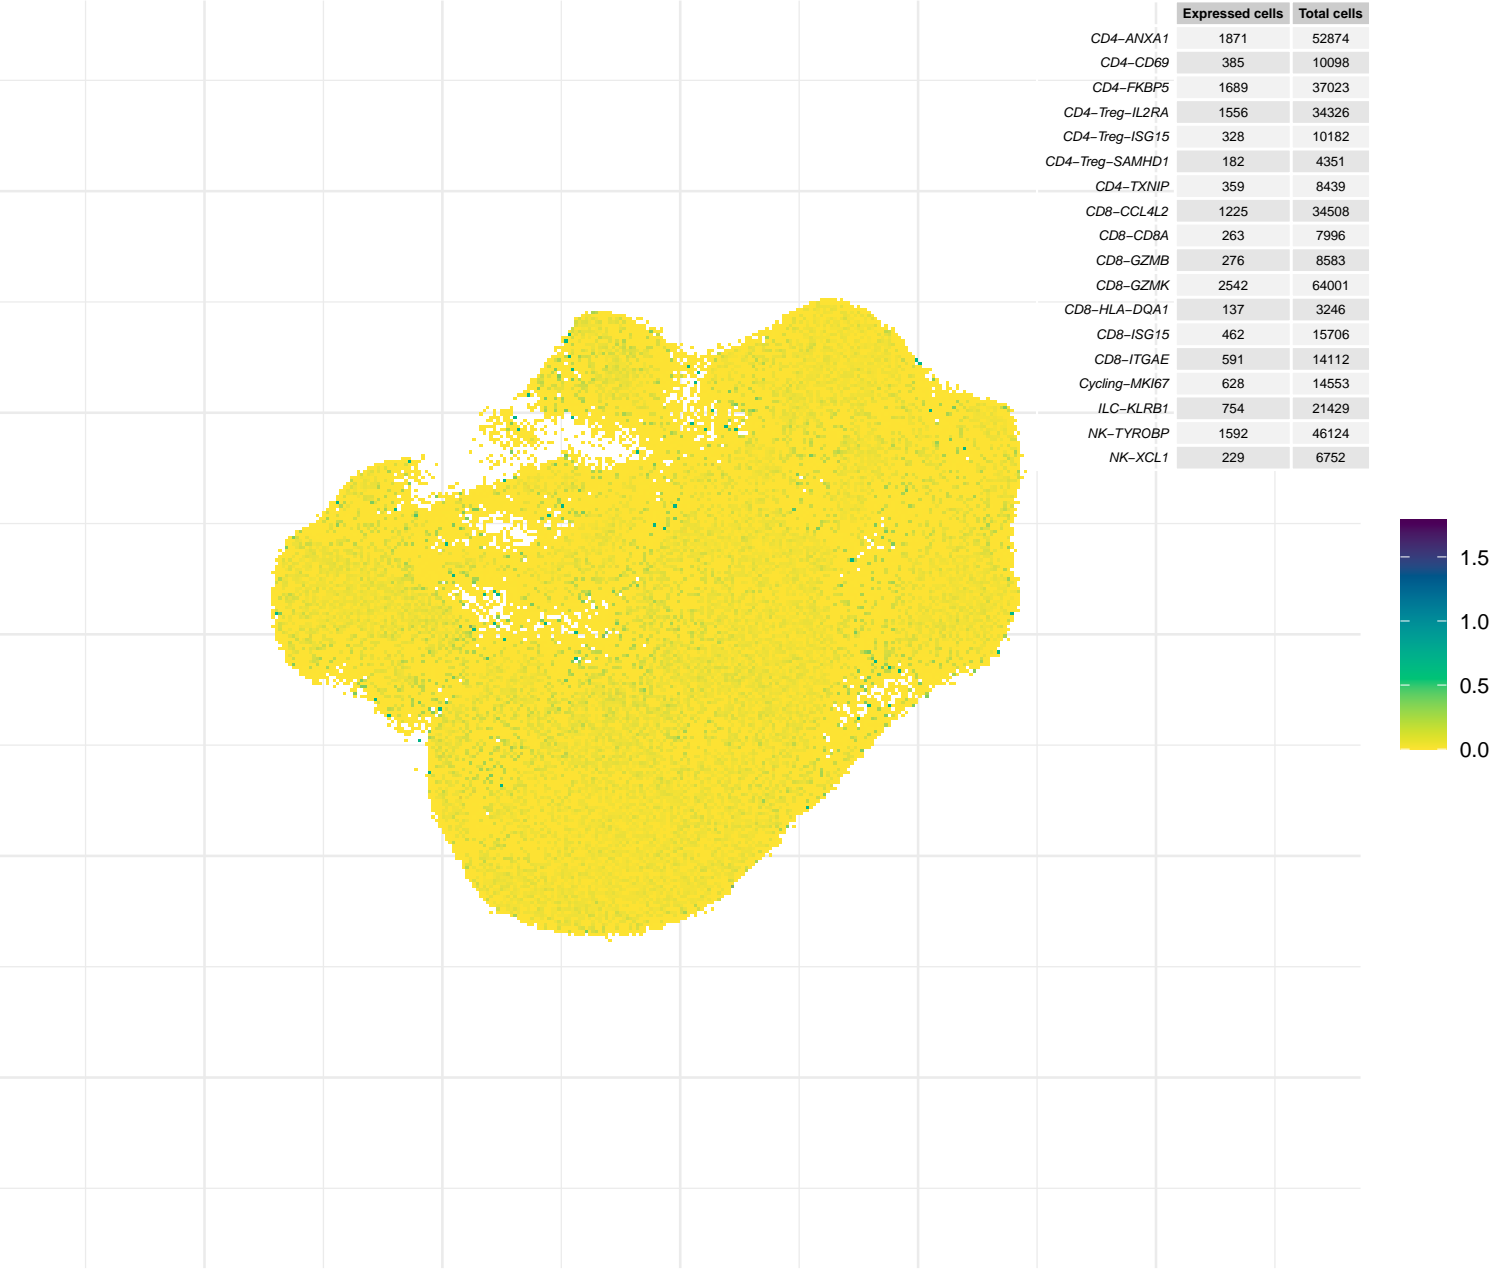 Expressed cells Total cells
CD4−ANXA1 1871 52874
CD4−CD69 385 10098
CD4−FKBP5 1689 37023
CD4−Treg−IL2RA 1556 34326
CD4−Treg−ISG15 328 10182
CD4−Treg−SAMHD1 182 4351
CD4−TXNIP 359 8439
CD8−CCL4L2 1225 34508
CD8−CD8A 263 7996
CD8−GZMB 276 8583
CD8−GZMK 2542 64001
CD8−HLA−DQA1 137 3246
CD8−ISG15 462 15706
CD8−ITGAE 591 14112
Cycling−MKI67 628 14553
ILC−KLRB1 754 21429
NK−TYROBP 1592 46124
NK−XCL1 229 6752
1.5
1.0
0.5
0.0